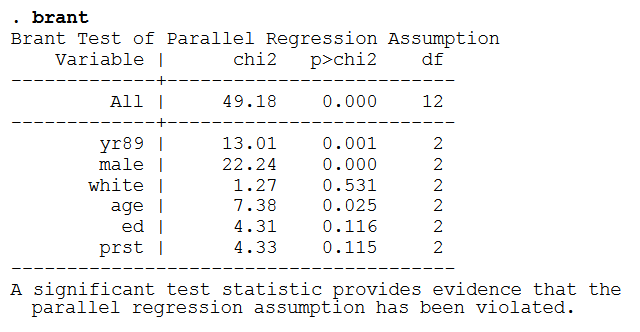 . brant
Brant Test of Parallel Regression Assumption
    Variable |      chi2   p>chi2    df
-------------+--------------------------
         All |     49.18    0.000    12
-------------+--------------------------
        yr89 |     13.01    0.001     2
        male |     22.24    0.000     2
       white |      1.27    0.531     2
         age |      7.38    0.025     2
          ed |      4.31    0.116     2
        prst |      4.33    0.115     2
----------------------------------------
A significant test statistic provides evidence that the
  parallel regression assumption has been violated.